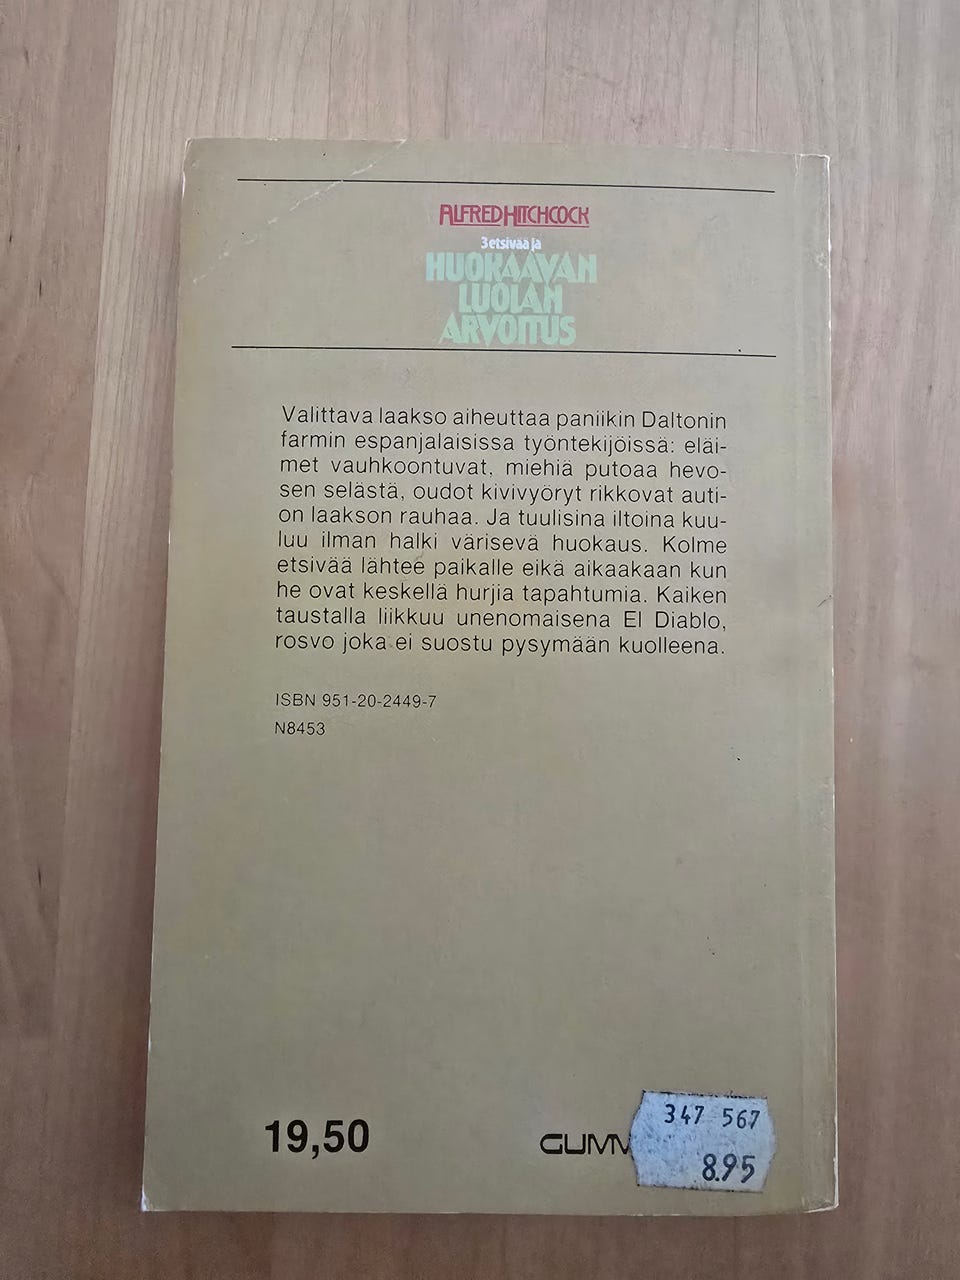 ALFRED HITCHCOCK
3 etsivää ja
HUOKAAVAN
LUOLAN
ARVOITUS
Valittava laakso aiheuttaa paniikin Daltonin
farmin espanjalaisissa työntekijöissä: eläi-
met vauhkoontuvat, miehiä putoaa hevo-
sen selästä, oudot kivivyöryt rikkovat auti-
on laakson rauhaa. Ja tuulisina iltoina kuu-
luu ilman halki värisevä huokaus. Kolme
etsivää lähtee paikalle eikä aikaakaan kun
he ovat keskellä hurjia tapahtumia. Kaiken
taustalla liikkuu unenomaisena El Diablo,
rosvo joka ei suostu pysymään kuolleena.
ISBN 951-20-2449-7
N8453
19,50
347 567
8.95